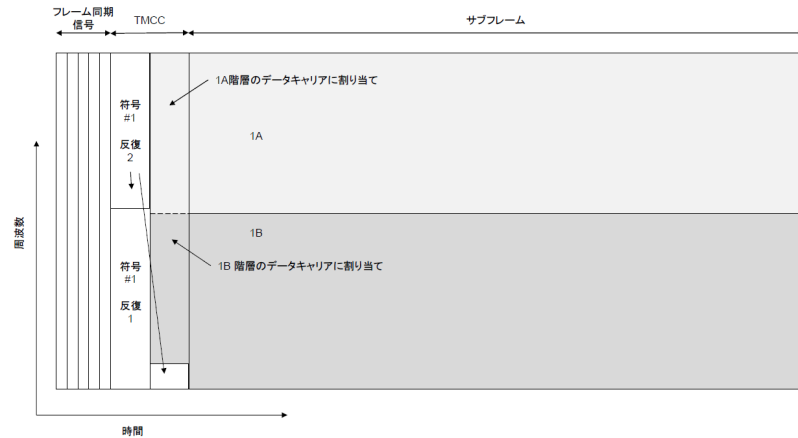 フレーム同期
信号
TMCC
サブフレーム
1A階層のデータキャリアに割り当て
符号
#1
反復
2
1A
周波数
1B
1B 階層のデータキャリアに割り当て
符号
#1
反復
1
時間